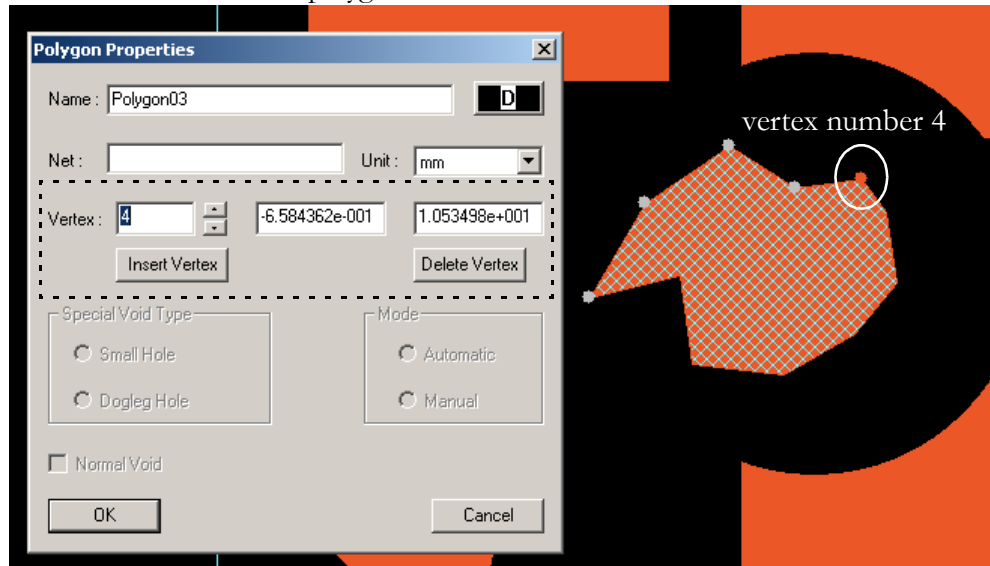 Polygon Properties
Name : Polygon03 D
Net : Unit : mm
Vertex : 4 -6.584362e-001 1.053498e+001
Insert Vertex Delete Vertex
Special Void Type Mode
Small Hole Automatic
Dogleg Hole Manual
Normal Void
OK Cancel
vertex number 4